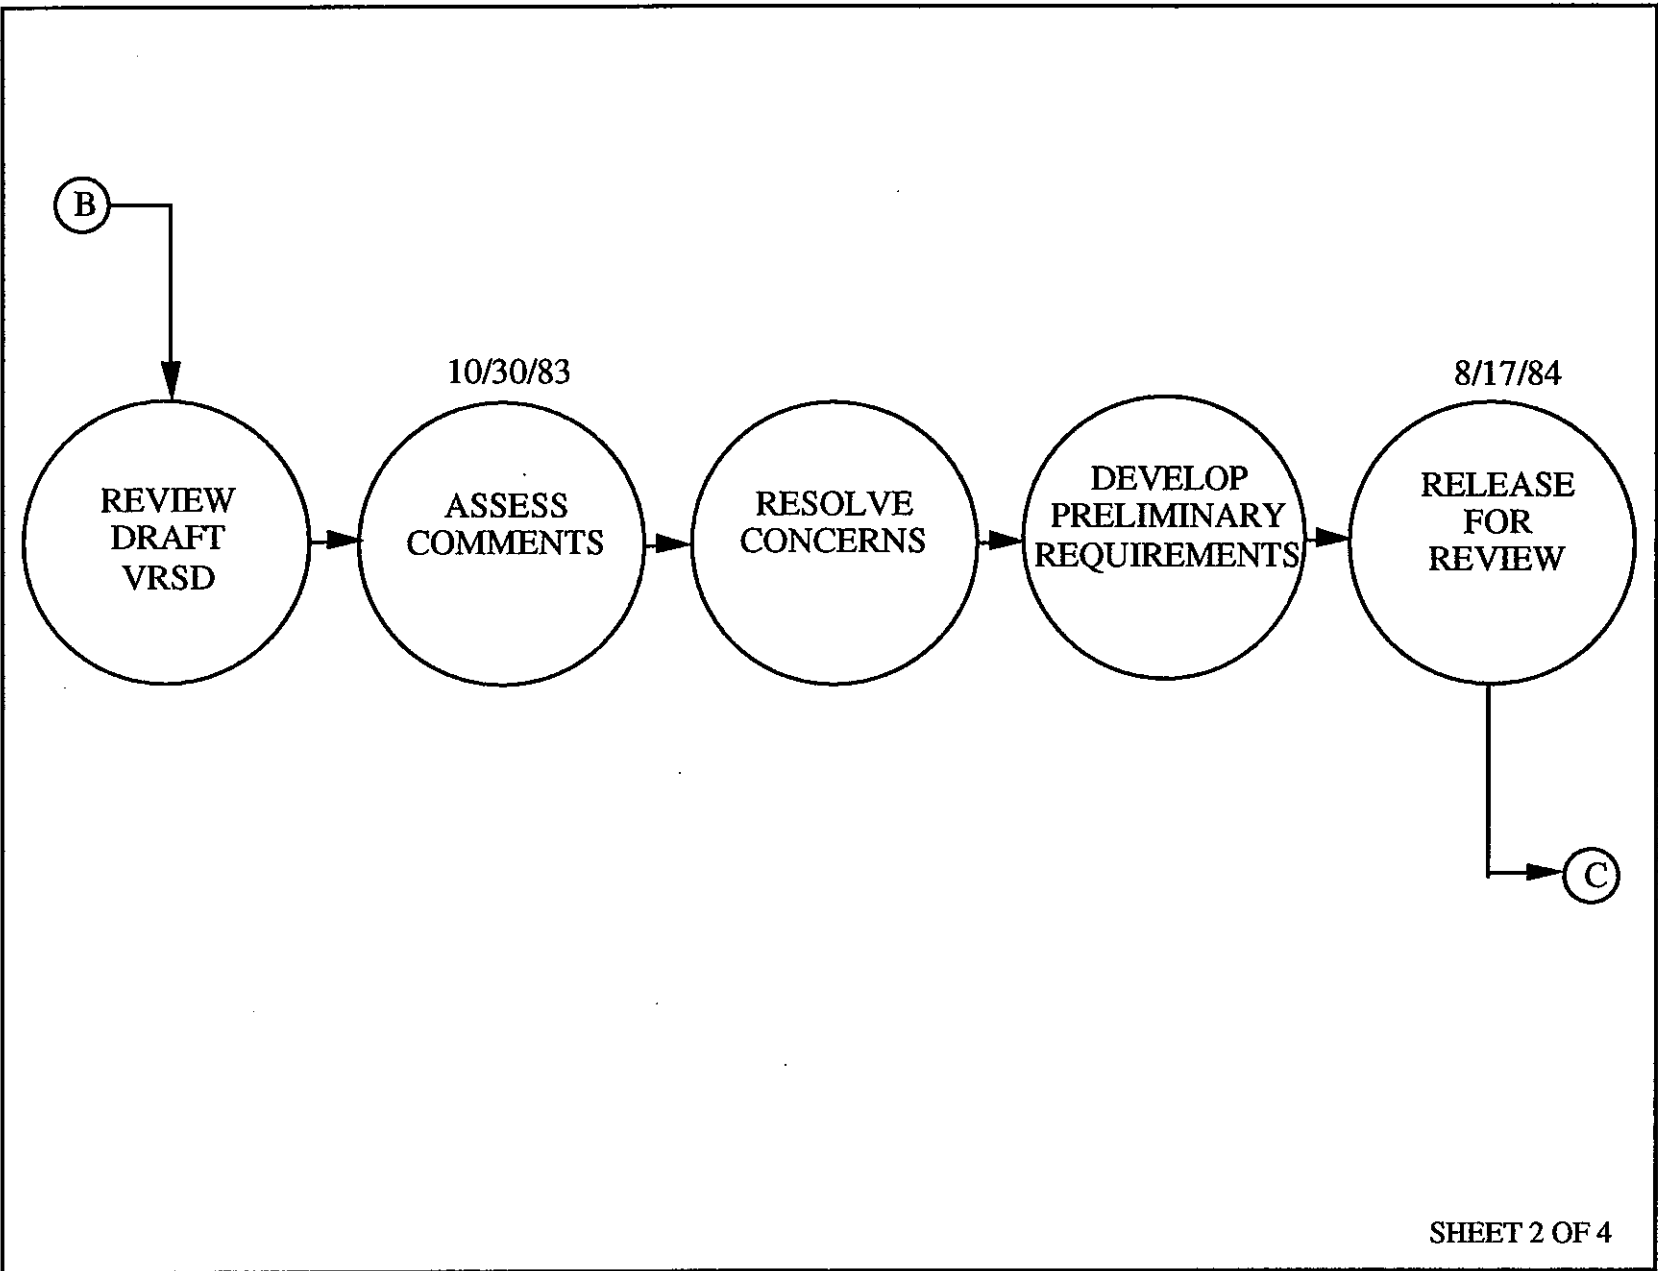 B
10/30/83
8/17/84
REVIEW
DRAFT
VRSD
ASSESS
COMMENTS
RESOLVE
CONCERNS
DEVELOP
PRELIMINARY
REQUIREMENTS
RELEASE
FOR
REVIEW
C
SHEET 2 OF 4